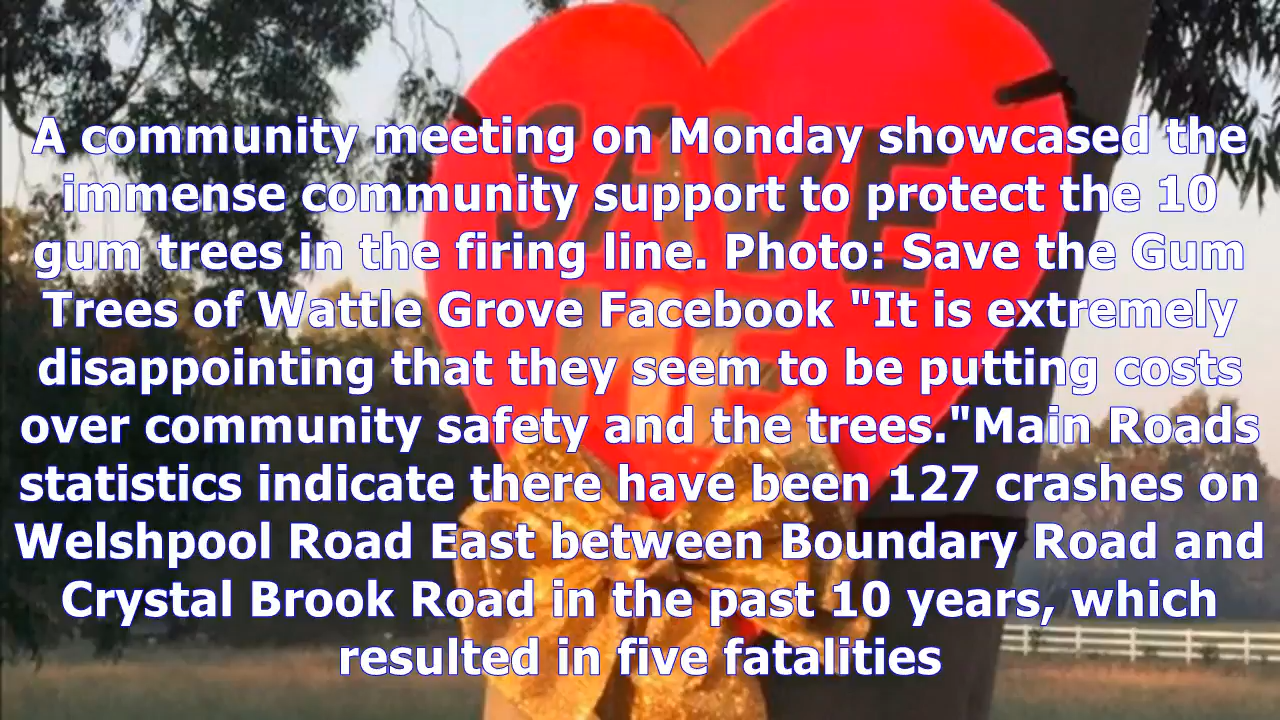 A community meeting on Monday showcased the
immense community support to protect the 10
gum trees in the firing line. Photo: Save the Gum
Trees of Wattle Grove Facebook "It is extremely
disappointing that they seem to be putting costs
over community safety and the trees."Main Roads
statistics indicate there have been 127 crashes on
Welshpool Road East between Boundary Road and
Crystal Brook Road in the past 10 years, which
resulted in five fatalities
SAVE
ME